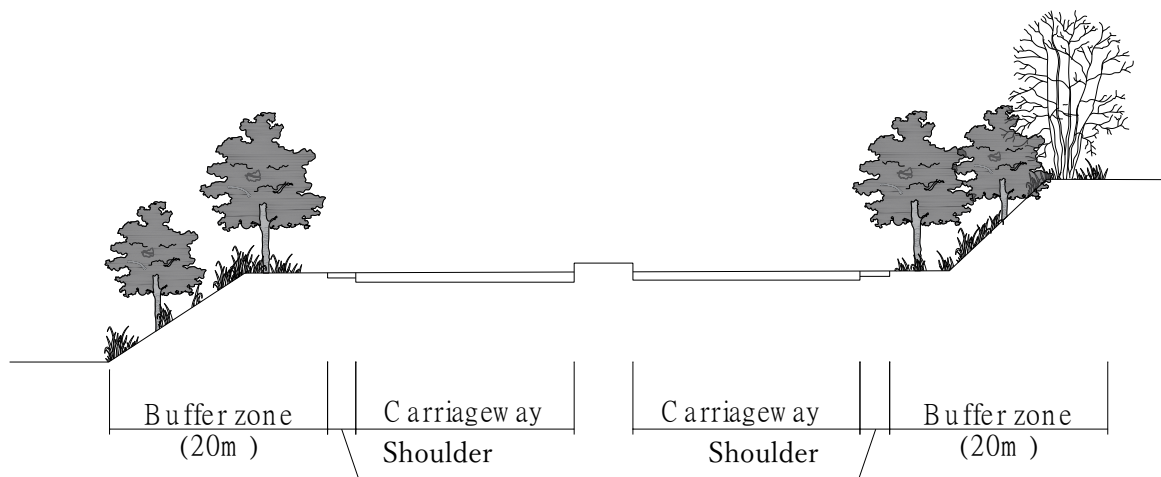 Buffer zone
(20m)
Carriageway
Shoulder
Carriageway
Shoulder
Buffer zone
(20m)